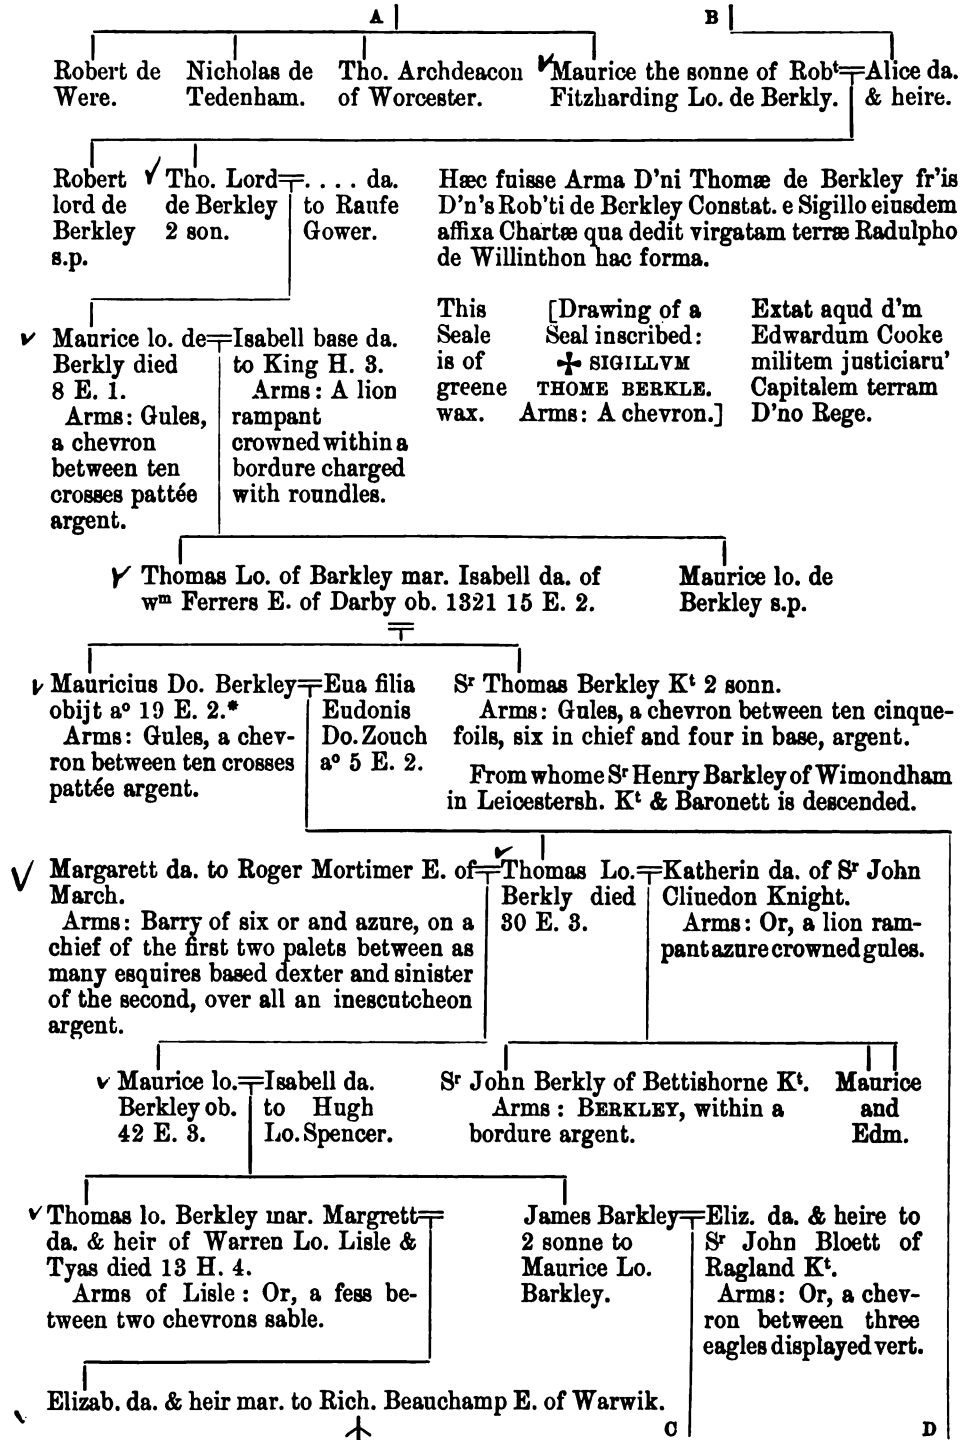 A B
Robert de Were.
Nicholas de Tedenham.
Tho. Archdeacon of Worcester.
Maurice the sonne of Robᵗ
Fitzharding Lo. de Berkly.
Alice da.
& heire.
Robert
lord de
Berkley
s.p.
Tho. Lord
de Berkley
2 son.
. . . . da.
to Raufe
Gower.
Hæc fuisse Arma D'ni Thomæ de Berkley fr'is
D'n's Rob'ti de Berkley Constat. e Sigillo eiusdem
affixa Chartæ qua dedit virgatam terræ Radulpho
de Willinthon hac forma.
This
Seale
is of
greene
wax.
[Drawing of a
Seal inscribed:
✠ SIGILLVM
THOME BERKLE.
Arms: A chevron.]
Extat aqud d'm
Edwardum Cooke
militem justiciaru'
Capitalem terram
D'no Rege.
Maurice lo. de
Berkly died
8 E. 1.
Arms: Gules,
a chevron
between ten
crosses pattée
argent.
Isabell base da.
to King H. 3.
Arms: A lion
rampant
crowned within a
bordure charged
with roundles.
Thomas Lo. of Barkley mar. Isabell da. of
wᵐ Ferrers E. of Darby ob. 1321 15 E. 2.
Maurice lo. de
Berkley s.p.
Mauricius Do. Berkley
obijt aº 19 E. 2.*
Arms: Gules, a chev-
ron between ten crosses
pattée argent.
Eua filia
Eudonis
Do. Zouch
aº 5 E. 2.
Sʳ Thomas Berkley Kᵗ 2 sonn.
Arms: Gules, a chevron between ten cinque-
foils, six in chief and four in base, argent.
From whome Sʳ Henry Barkley of Wimondham
in Leicestersh. Kᵗ & Baronett is descended.
Margarett da. to Roger Mortimer E. of
March.
Arms: Barry of six or and azure, on a
chief of the first two palets between as
many esquires based dexter and sinister
of the second, over all an inescutcheon
argent.
Thomas Lo.
Berkly died
30 E. 3.
Katherin da. of Sʳ John
Cliuedon Knight.
Arms: Or, a lion ram-
pant azure crowned gules.
Maurice lo.
Berkley ob.
42 E. 3.
Isabell da.
to Hugh
Lo. Spencer.
Sʳ John Berkly of Bettishorne Kᵗ.
Arms: BERKLEY, within a
bordure argent.
Maurice
and
Edm.
Thomas lo. Berkley mar. Margrett
da. & heir of Warren Lo. Lisle &
Tyas died 13 H. 4.
Arms of Lisle: Or, a fess be-
tween two chevrons sable.
James Barkley
2 sonne to
Maurice Lo.
Barkley.
Eliz. da. & heire to
Sʳ John Bloett of
Ragland Kᵗ.
Arms: Or, a chev-
ron between three
eagles displayed vert.
Elizab. da. & heir mar. to Rich. Beauchamp E. of Warwik.
C D